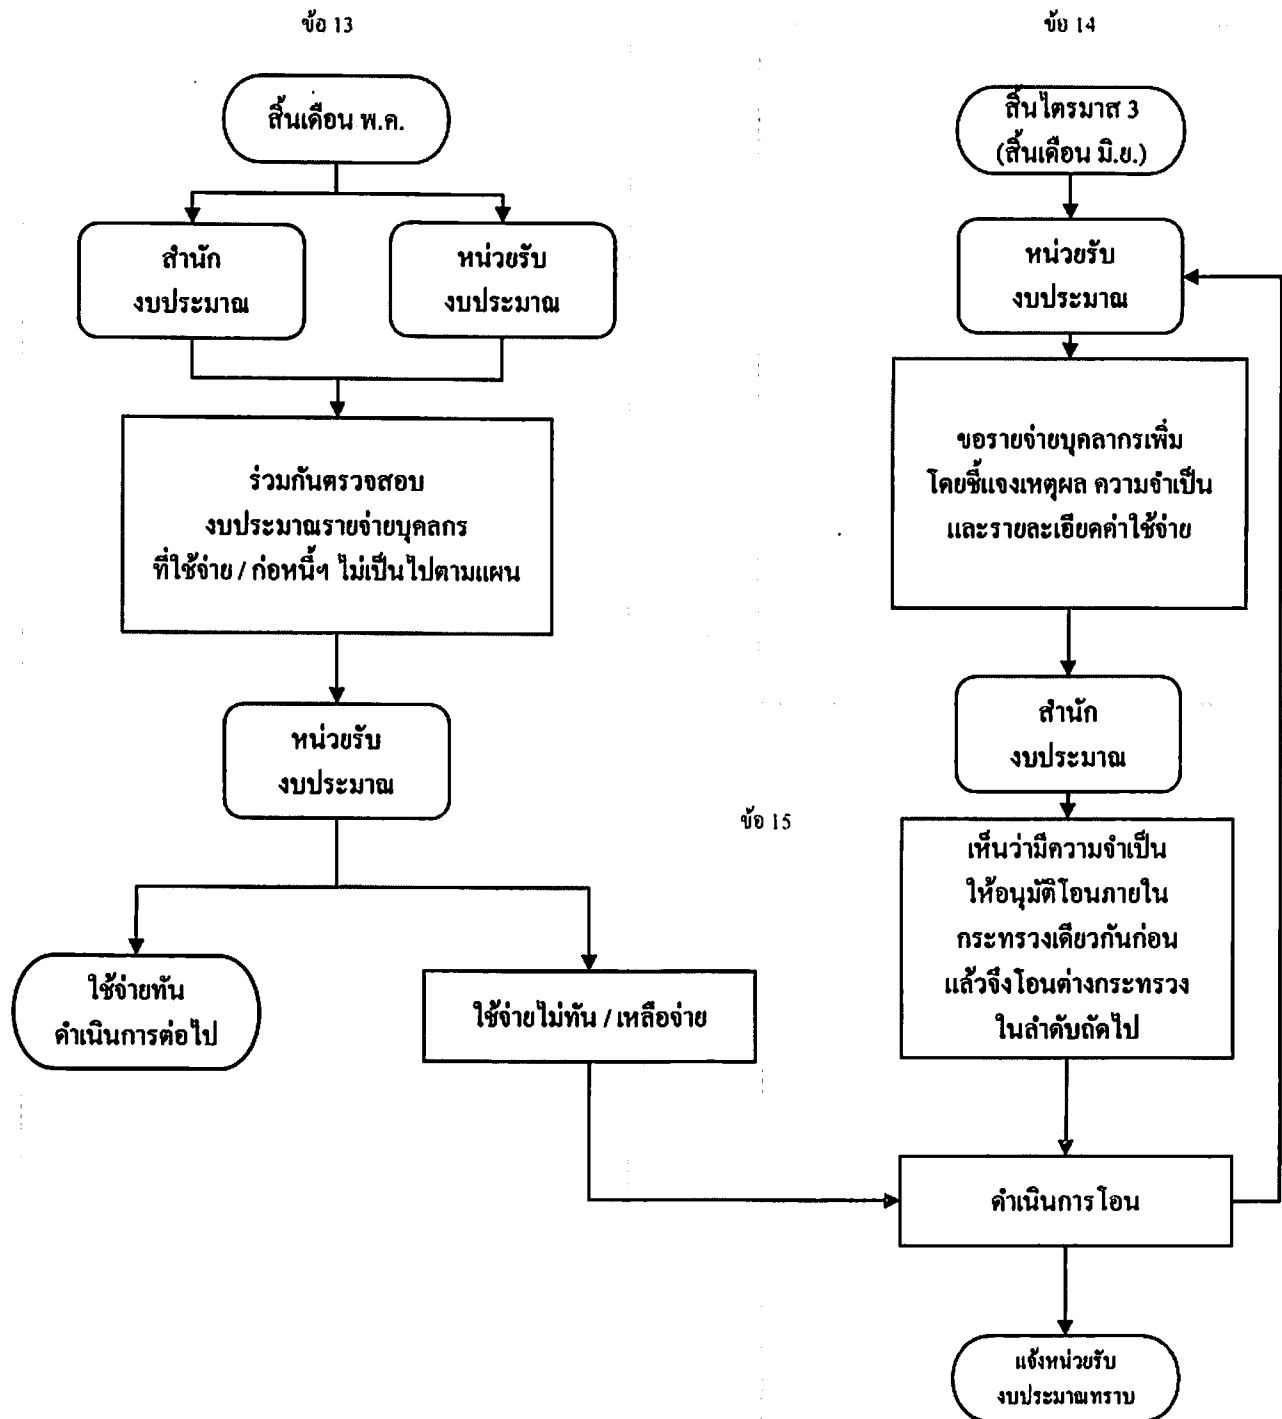 ข้อ 13
สิ้นเดือน พ.ค.
สำนัก
งบประมาณ
หน่วยรับ
งบประมาณ
ร่วมกันตรวจสอบ
งบประมาณรายจ่ายบุคลกร
ที่ใช้จ่าย / ก่อหนี้ฯ ไม่เป็นไปตามแผน
หน่วยรับ
งบประมาณ
ใช้จ่ายทัน
ดำเนินการต่อไป
ใช้จ่ายไม่ทัน / เหลือจ่าย
ข้อ 14
สิ้นไตรมาส 3
(สิ้นเดือน มิ.ย.)
หน่วยรับ
งบประมาณ
ขอรายจ่ายบุคลากรเพิ่ม
โดยชี้แจงเหตุผล ความจำเป็น
และรายละเอียดค่าใช้จ่าย
สำนัก
งบประมาณ
ข้อ 15
เห็นว่ามีความจำเป็น
ให้อนุมัติโอนภายใน
กระทรวงเดียวกันก่อน
แล้วจึงโอนต่างกระทรวง
ในลำดับถัดไป
ดำเนินการโอน
แจ้งหน่วยรับ
งบประมาณทราบ